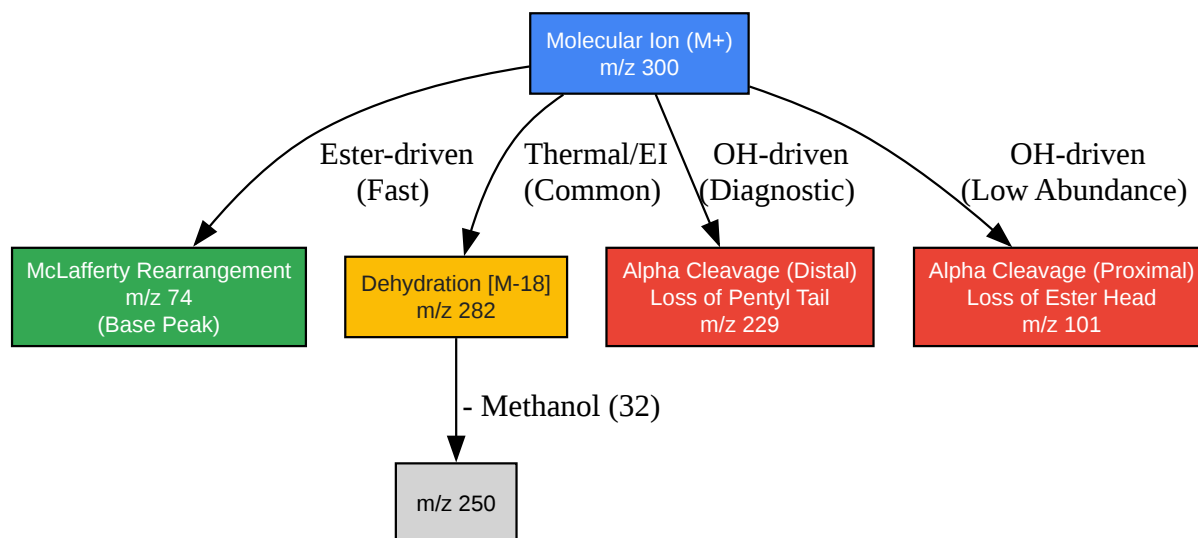 Molecular Ion (M+)
m/z 300
Ester-driven
(Fast)
Thermal/EI
(Common)
OH-driven
(Diagnostic)
OH-driven
(Low Abundance)
McLafferty Rearrangement
m/z 74
(Base Peak)
Dehydration [M-18]
m/z 282
Alpha Cleavage (Distal)
Loss of Pentyl Tail
m/z 229
Alpha Cleavage (Proximal)
Loss of Ester Head
m/z 101
- Methanol (32)
m/z 250